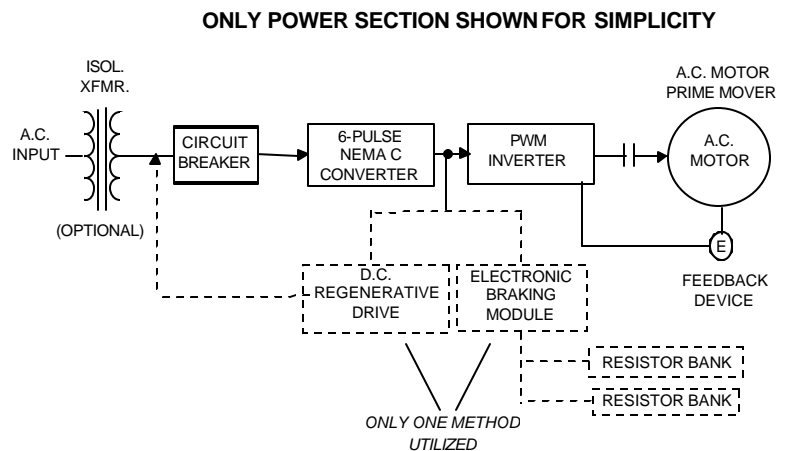 ONLY POWER SECTION SHOWN FOR SIMPLICITY
ISOL.
XFMR.
A.C. MOTOR
PRIME MOVER
A.C.
INPUT
CIRCUIT
BREAKER
6-PULSE
NEMA C
CONVERTER
PWM
INVERTER
A.C.
MOTOR
(OPTIONAL)
E
D.C.
REGENERATIVE
DRIVE
ELECTRONIC
BRAKING
MODULE
FEEDBACK
DEVICE
RESISTOR BANK
RESISTOR BANK
ONLY ONE METHOD
UTILIZED